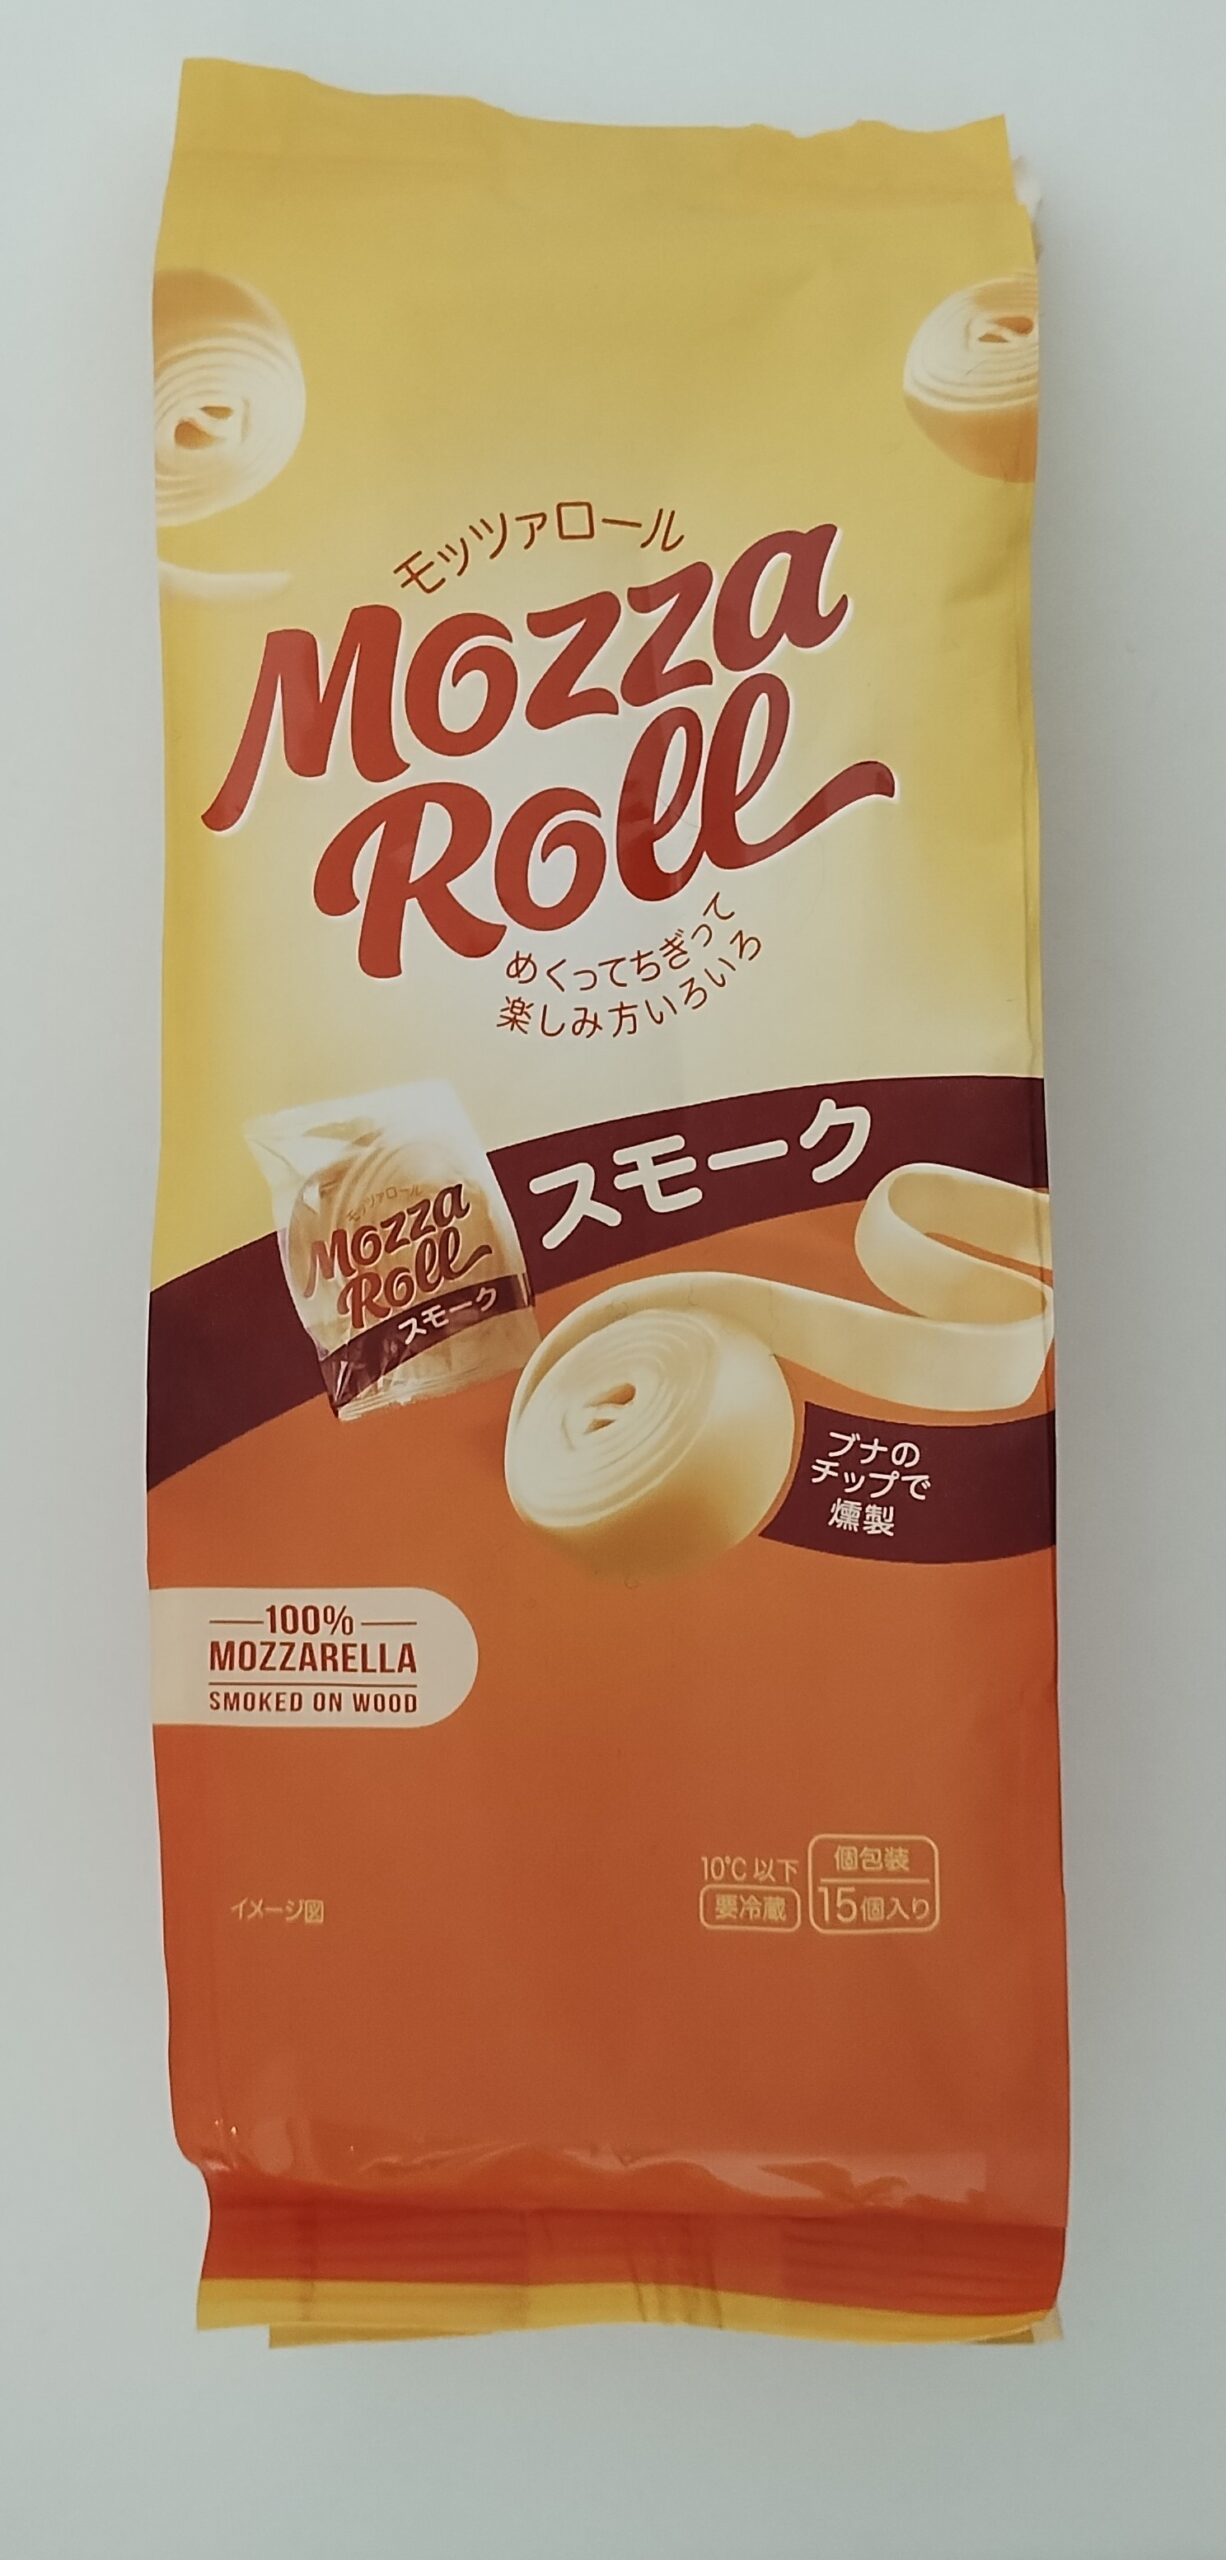 モッツァロール
Mozza
Roll
めくってちぎって
楽しみ方いろいろ
スモーク
モッツァロール
Mozza
Roll
スモーク
ブナの
チップで
燻製
100%
MOZZARELLA
SMOKED ON WOOD
イメージ図
10℃以下
要冷蔵
個包装
15個入り